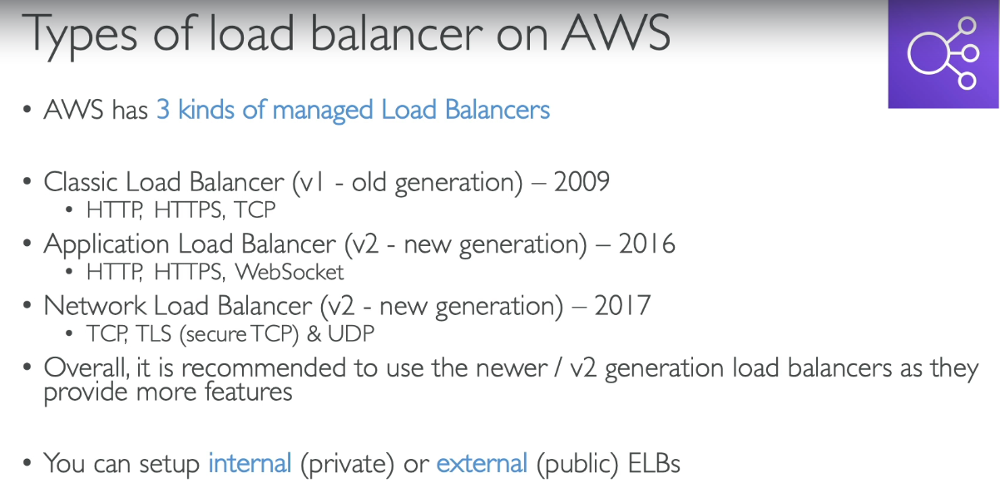 Types of load balancer on AWS
• AWS has 3 kinds of managed Load Balancers
• Classic Load Balancer (v1 - old generation) – 2009
• HTTP, HTTPS, TCP
• Application Load Balancer (v2 - new generation) – 2016
• HTTP, HTTPS, WebSocket
• Network Load Balancer (v2 - new generation) – 2017
• TCP, TLS (secure TCP) & UDP
• Overall, it is recommended to use the newer / v2 generation load balancers as they
provide more features
• You can setup internal (private) or external (public) ELBs